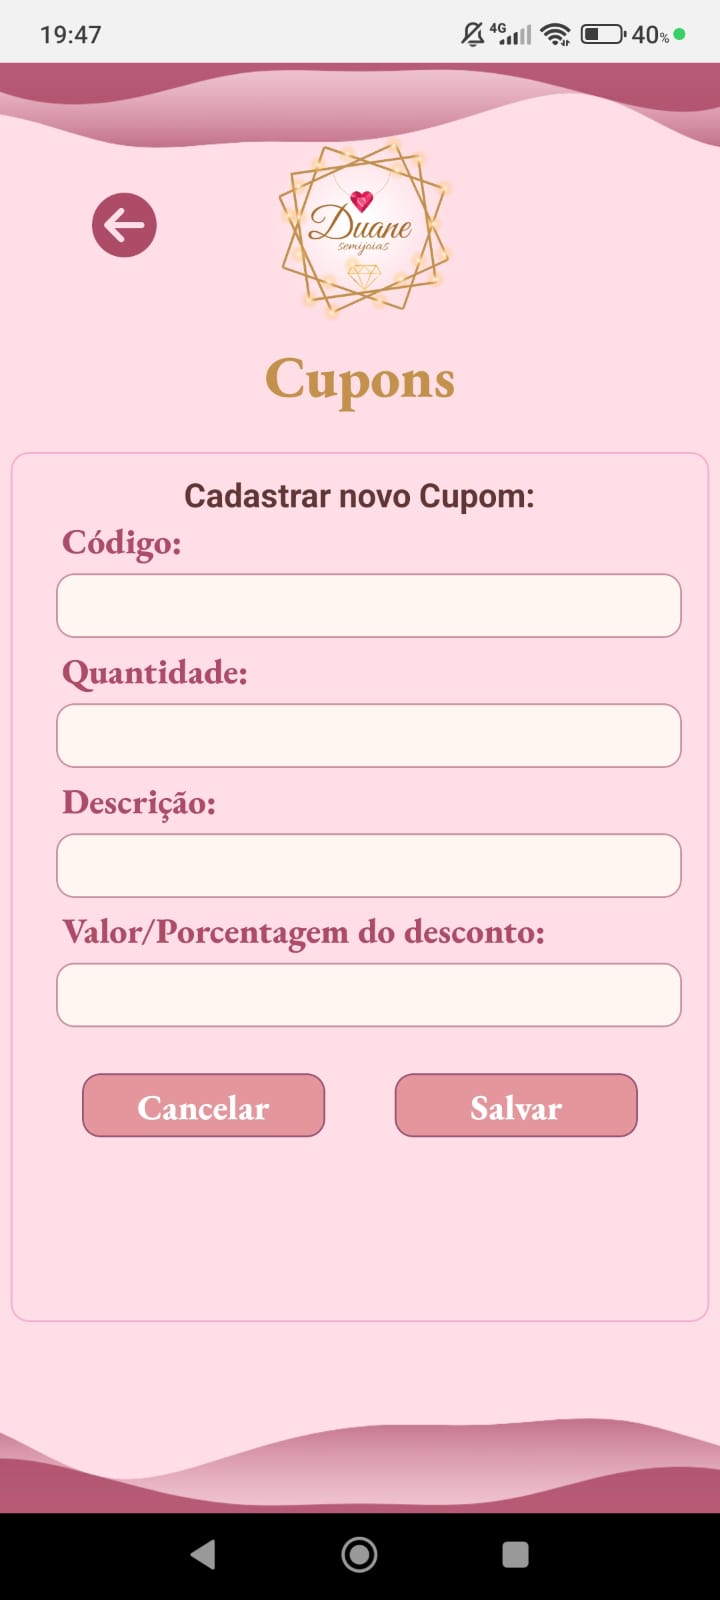 19:47
4G
40%
Duane
semijoias
Cupons
Cadastrar novo Cupom:
Código:
Quantidade:
Descrição:
Valor/Porcentagem do desconto:
Cancelar Salvar